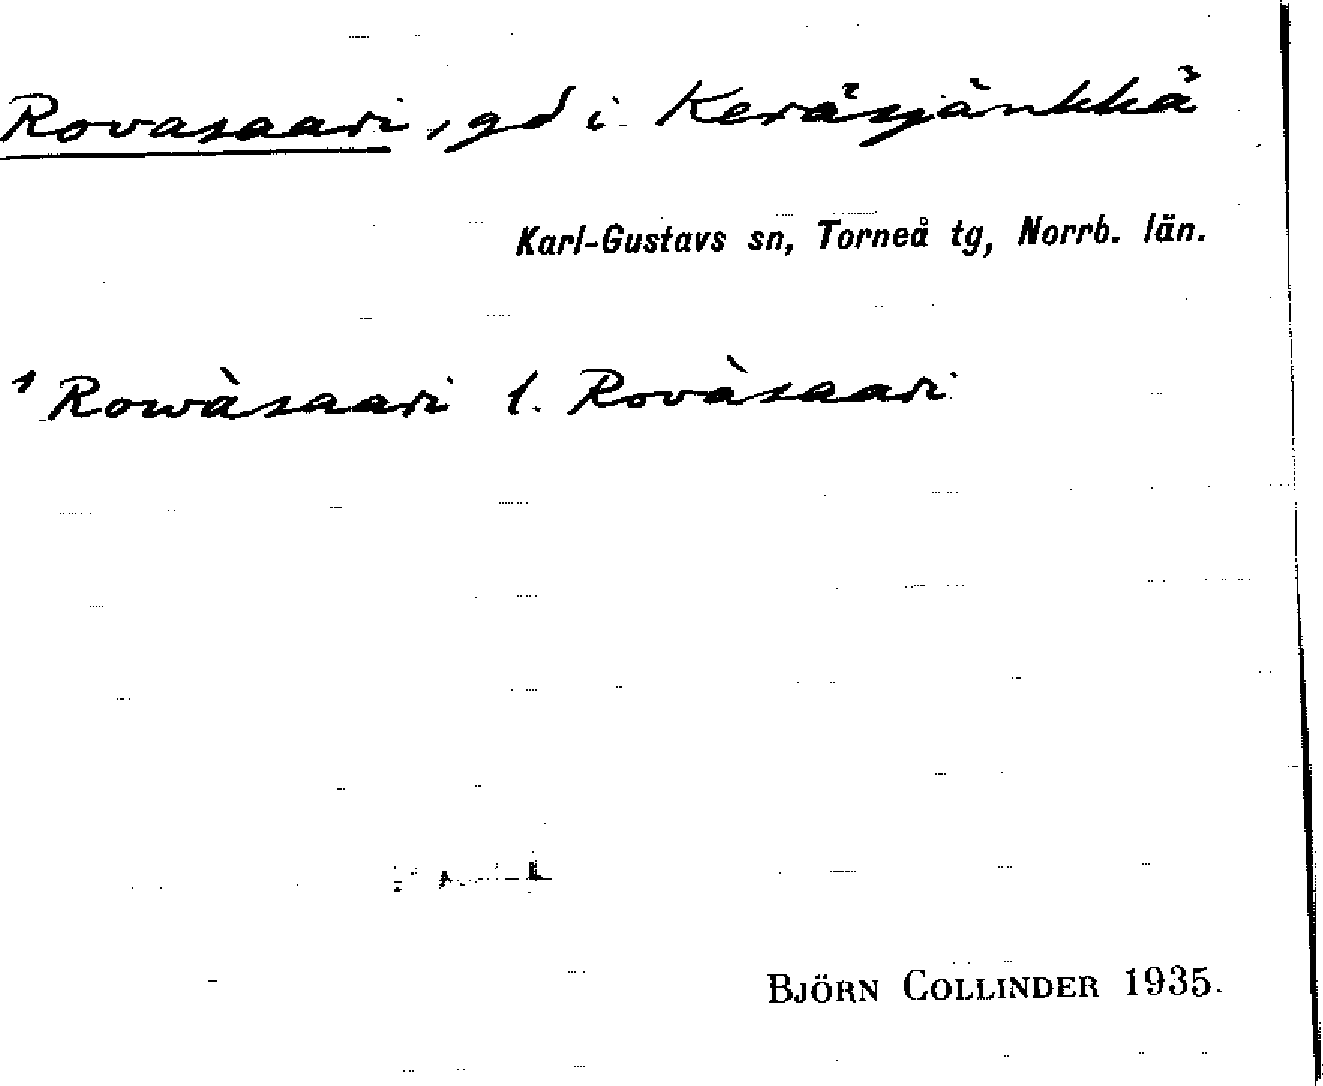 Rovasaari, gd i Keräsjänkkä
Karl-Gustavs sn, Torneå tg, Norrb. län.
¹Rowàsaari l. Rovàsaari
BJÖRN COLLINDER 1935.